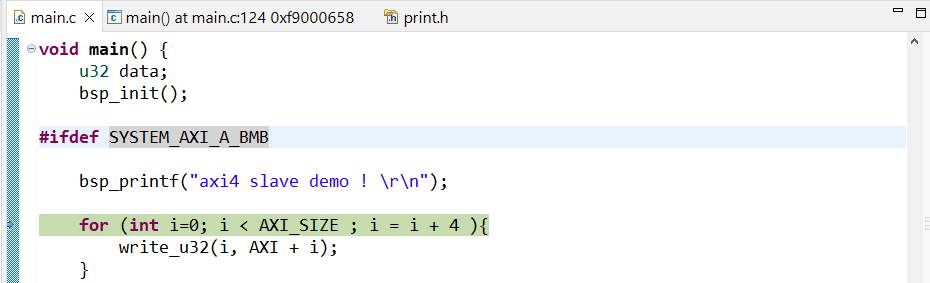 main.c main() at main.c:124 0xf9000658 print.h
void main() {
u32 data;
bsp_init();
#ifdef SYSTEM_AXI_A_BMB
bsp_printf("axi4 slave demo ! \r\n");
for (int i=0; i < AXI_SIZE ; i = i + 4 ){
write_u32(i, AXI + i);
}